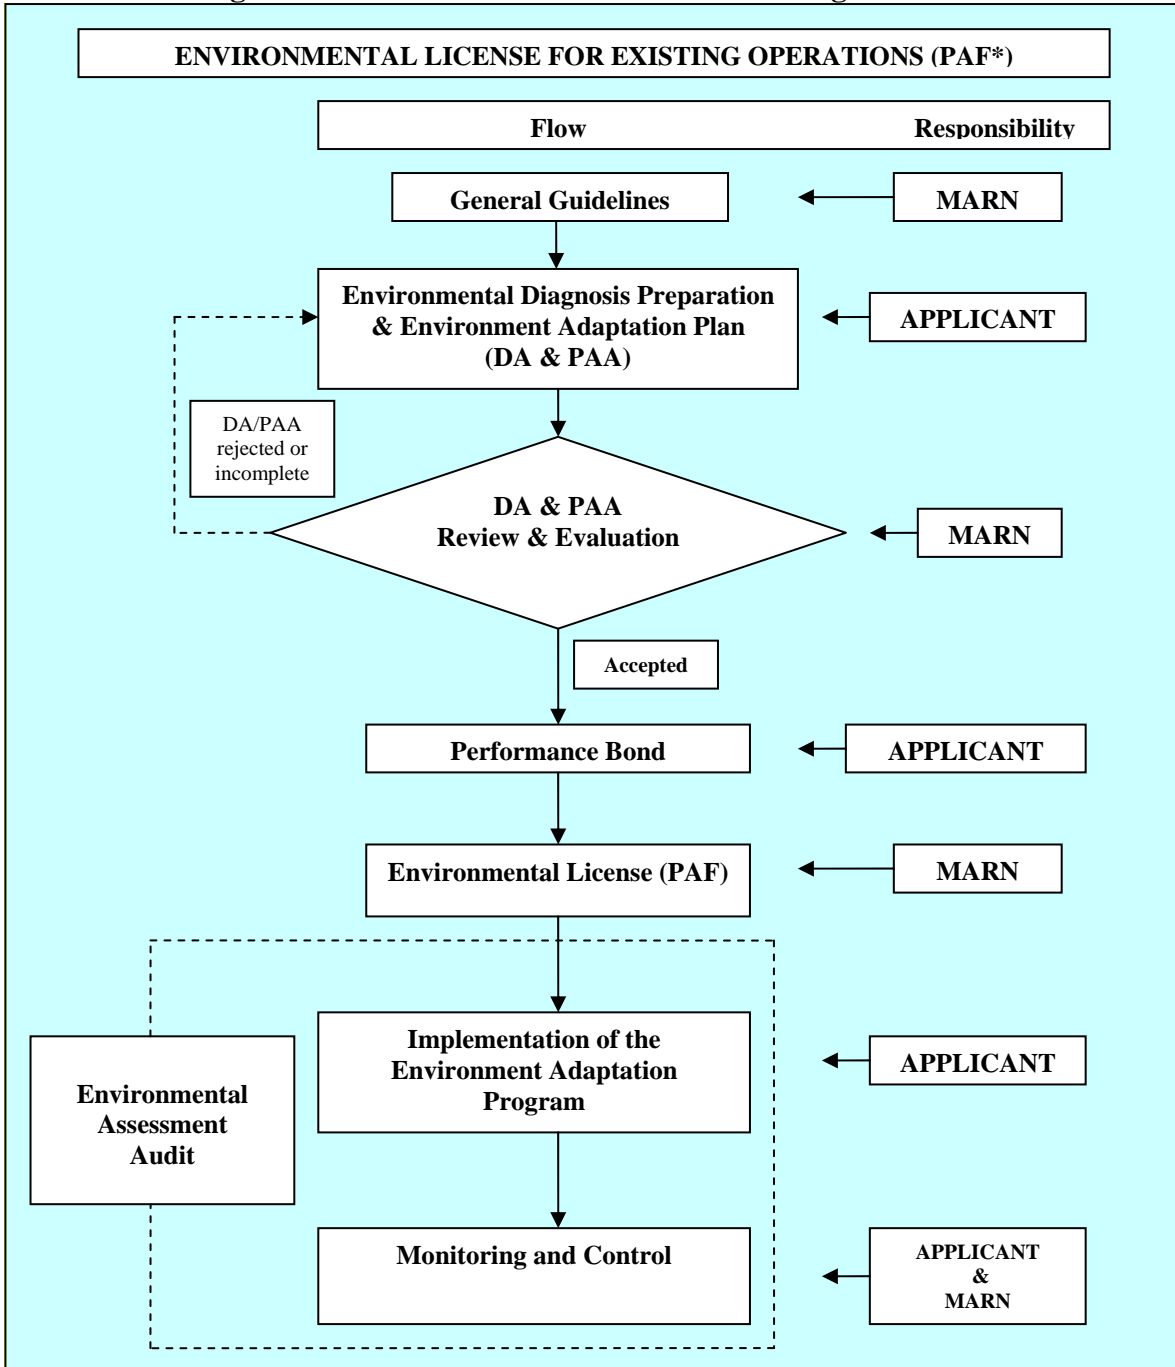 ENVIRONMENTAL LICENSE FOR EXISTING OPERATIONS (PAF*)
Flow Responsibility
General Guidelines
MARN
Environmental Diagnosis Preparation
& Environment Adaptation Plan
(DA & PAA)
APPLICANT
DA/PAA
rejected or
incomplete
DA & PAA
Review & Evaluation
MARN
Accepted
Performance Bond
APPLICANT
Environmental License (PAF)
MARN
Implementation of the
Environment Adaptation
Program
APPLICANT
Environmental
Assessment
Audit
Monitoring and Control
APPLICANT
&
MARN